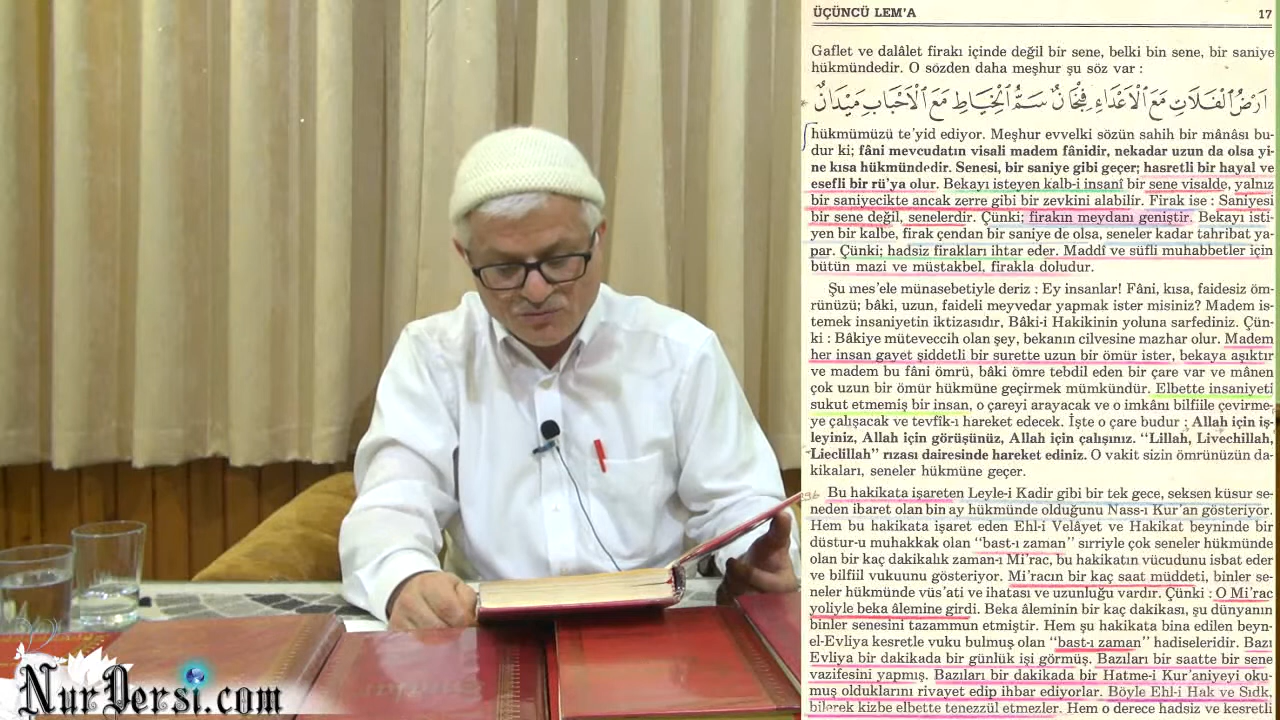 ÜÇÜNCÜ LEM'A 17
Gaflet ve dalâlet firakı içinde değil bir sene, belki bin sene, bir saniye
hükmündedir. O sözden daha meşhur şu söz var :
اَرْضُ الْفَلَاتِ مَعَ الْاَعْدَاءِ فِنْجَانٌ سَمُّ الْخِيَاطِ مَعَ الْاَحْبَابِ مَيْدَانٌ
hükmümüzü te'yid ediyor. Meşhur evvelki sözün sahih bir mânâsı bu-
dur ki; fâni mevcudatın visali madem fânidir, nekadar uzun da olsa yi-
ne kısa hükmündedir. Senesi, bir saniye gibi geçer; hasretli bir hayal ve
esefli bir rü'ya olur. Bekayı isteyen kalb-i insanî bir sene visalde, yalnız
bir saniyecikte ancak zerre gibi bir zevkini alabilir. Firak ise : Saniyesi
bir sene değil, senelerdir. Çünki; firakın meydanı geniştir. Bekayı isti-
yen bir kalbe, firak çendan bir saniye de olsa, seneler kadar tahribat ya-
par. Çünki; hadsiz firakları ihtar eder. Maddî ve süflî muhabbetler için
bütün mazi ve müstakbel, firakla doludur.
Şu mes'ele münasebetiyle deriz : Ey insanlar! Fâni, kısa, faidesiz öm-
rünüzü; bâki, uzun, faideli meyvedar yapmak ister misiniz? Madem is-
temek insaniyetin iktizasıdır, Bâki-i Hakikinin yoluna sarfediniz. Çün-
ki : Bâkiye müteveccih olan şey, bekanın cilvesine mazhar olur. Madem
her insan gayet şiddetli bir surette uzun bir ömür ister, bekaya aşıktır
ve madem bu fâni ömrü, bâki ömre tebdil eden bir çare var ve mânen
çok uzun bir ömür hükmüne geçirmek mümkündür. Elbette insaniyeti
sukut etmemiş bir insan, o çareyi arayacak ve o imkânı bilfiile çevirme-
ye çalışacak ve tevfik-ı hareket edecek. İşte o çare budur : Allah için iş-
leyiniz, Allah için görüşünüz, Allah için çalışınız. "Lillah, Livechillah,
Lieclillah" rızası dairesinde hareket ediniz. O vakit sizin ömrünüzün da-
kikaları, seneler hükmüne geçer.
Bu hakikata işareten Leyle-i Kadir gibi bir tek gece, seksen küsur se-
neden ibaret olan bin ay hükmünde olduğunu Nass-ı Kur'an gösteriyor.
Hem bu hakikata işaret eden Ehl-i Velâyet ve Hakikat beyninde bir
düstur-u muhakkak olan "bast-ı zaman" sırriyle çok seneler hükmünde
olan bir kaç dakikalık zaman-ı Mi'rac, bu hakikatın vücudunu isbat eder
ve bilfiil vukuunu gösteriyor. Mi'racın bir kaç saat müddeti, binler se-
neler hükmünde vüs'ati ve ihatası ve uzunluğu vardır. Çünki : O Mi'rac
yoliyle beka âlemine girdi. Beka âleminin bir kaç dakikası, şu dünyanın
binler senesini tazammun etmiştir. Hem şu hakikata bina edilen beyn-
el-Evliya kesretle vuku bulmuş olan "bast-ı zaman" hadiseleridir. Bazı
Evliya bir dakikada bir günlük işi görmüş. Bazıları bir saatte bir sene
vazifesini yapmış. Bazıları bir dakikada bir Hatme-i Kur'aniyeyi oku-
muş olduklarını rivayet edip ihbar ediyorlar. Böyle Ehl-i Hak ve Sıdk,
bilerek kizbe elbette tenezzül etmezler. Hem o derece hadsiz ve kesretli
NurDersi.com